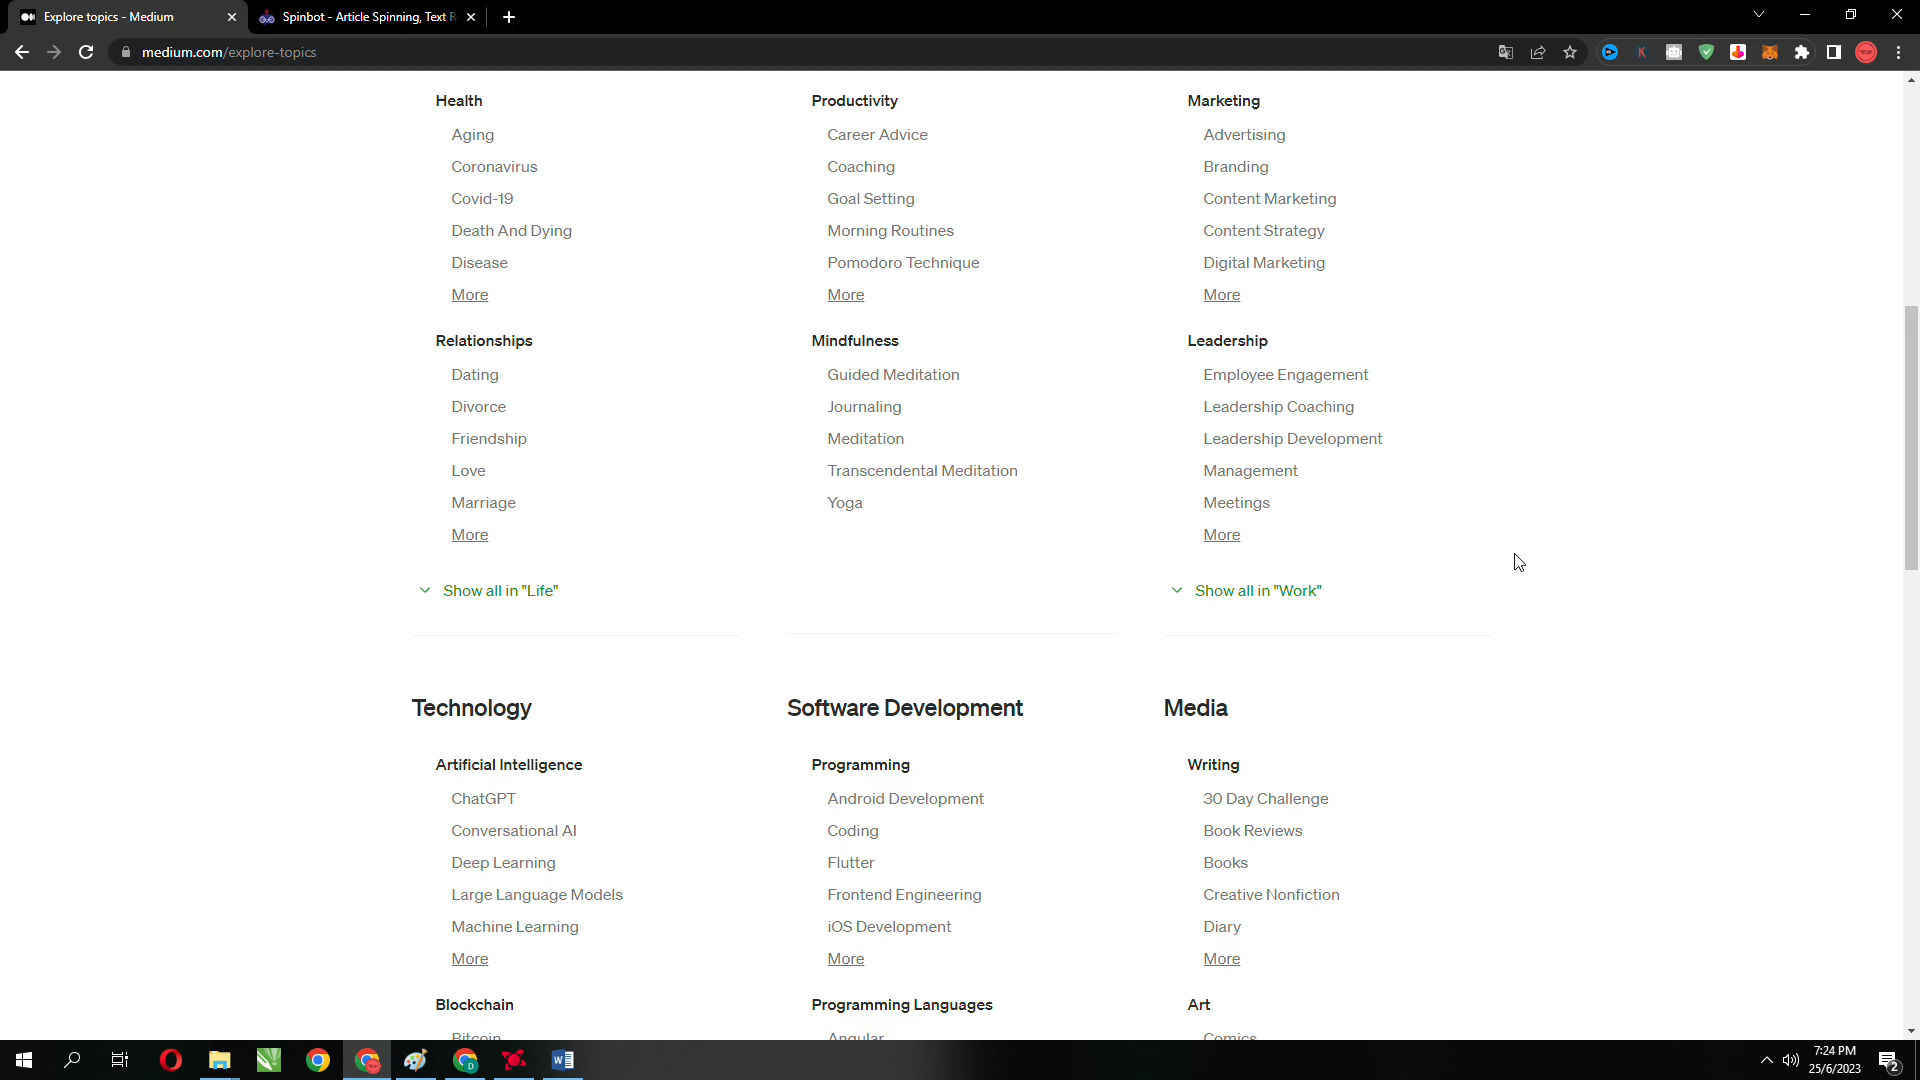 Explore topics - Medium
Spinbot - Article Spinning, Text R
medium.com/explore-topics
Health
Aging
Coronavirus
Covid-19
Death And Dying
Disease
More
Relationships
Dating
Divorce
Friendship
Love
Marriage
More
Show all in "Life"
Productivity
Career Advice
Coaching
Goal Setting
Morning Routines
Pomodoro Technique
More
Mindfulness
Guided Meditation
Journaling
Meditation
Transcendental Meditation
Yoga
Marketing
Advertising
Branding
Content Marketing
Content Strategy
Digital Marketing
More
Leadership
Employee Engagement
Leadership Coaching
Leadership Development
Management
Meetings
More
Show all in "Work"
Technology
Artificial Intelligence
ChatGPT
Conversational AI
Deep Learning
Large Language Models
Machine Learning
More
Blockchain
Bitcoin
Software Development
Programming
Android Development
Coding
Flutter
Frontend Engineering
iOS Development
More
Programming Languages
Angular
Media
Writing
30 Day Challenge
Book Reviews
Books
Creative Nonfiction
Diary
More
Art
Comics
7:24 PM
25/6/2023
2